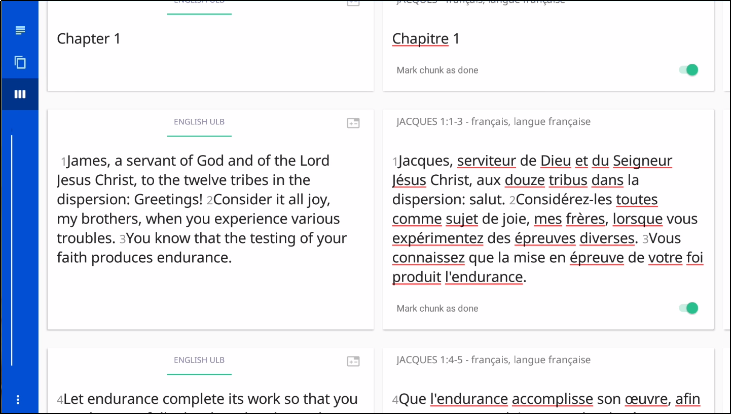 ENGLISH ULB
Chapter 1
JACQUES - français, langue française
Chapitre 1
Mark chunk as done
ENGLISH ULB
1James, a servant of God and of the Lord
Jesus Christ, to the twelve tribes in the
dispersion: Greetings! 2Consider it all joy,
my brothers, when you experience various
troubles. 3You know that the testing of your
faith produces endurance.
JACQUES 1:1-3 - français, langue française
1Jacques, serviteur de Dieu et du Seigneur
Jésus Christ, aux douze tribus dans la
dispersion: salut. 2Considérez-les toutes
comme sujet de joie, mes frères, lorsque vous
expérimentez des épreuves diverses. 3Vous
connaissez que la mise en épreuve de votre foi
produit l'endurance.
Mark chunk as done
ENGLISH ULB
4Let endurance complete its work so that you
JACQUES 1:4-5 - français, langue française
4Que l'endurance accomplisse son œuvre, afin